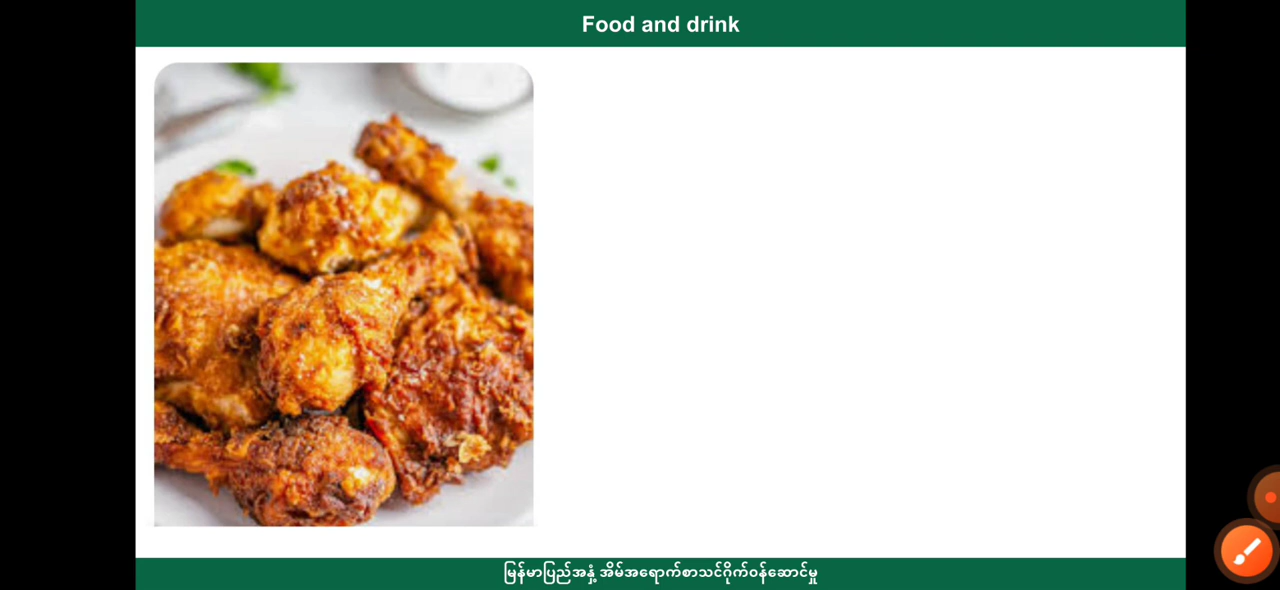 Food and drink
မြန်မာပြည်အနှံ့ အိမ်အရောက်စာသင်ဂိုက်ဝန်ဆောင်မှု